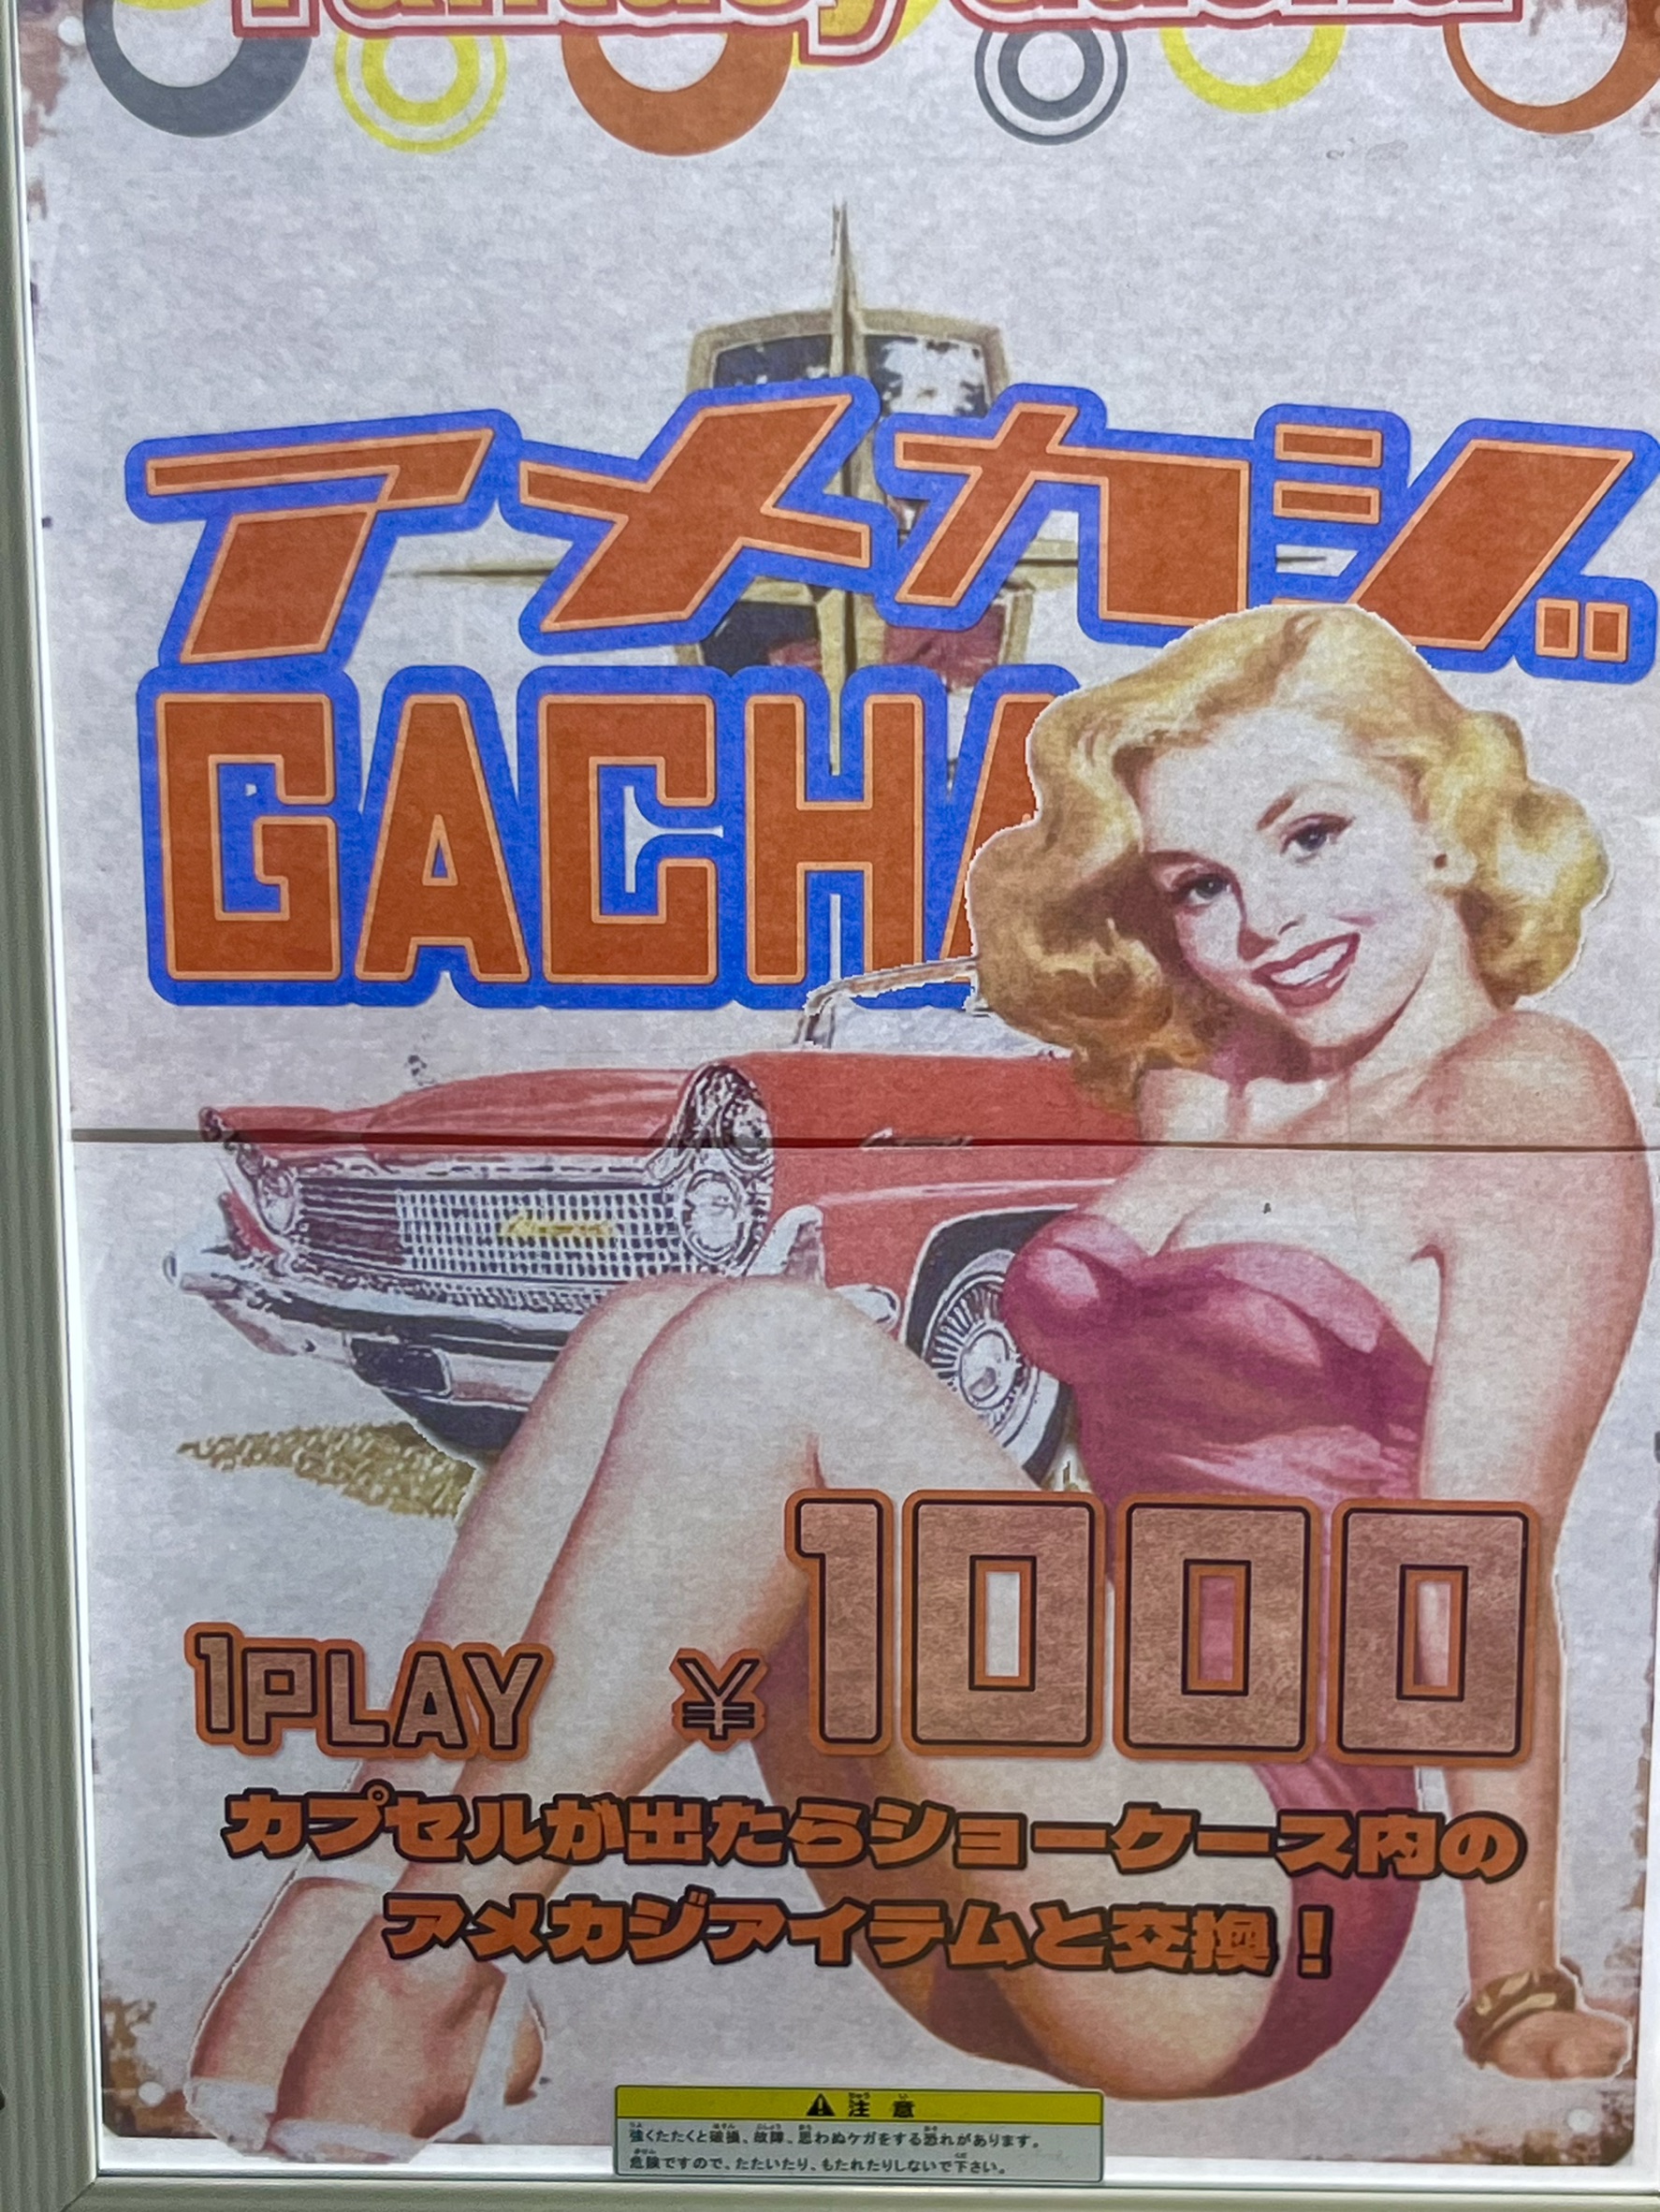 Fantasy Gacha
アメカジ
GACHA
1PLAY ¥1000
カプセルが出たらショーケース内の
アメカジアイテムと交換！
注意
強くたたくと破損、故障、思わぬケガをする恐れがあります。
危険ですので、たたいたり、もたれたりしないで下さい。